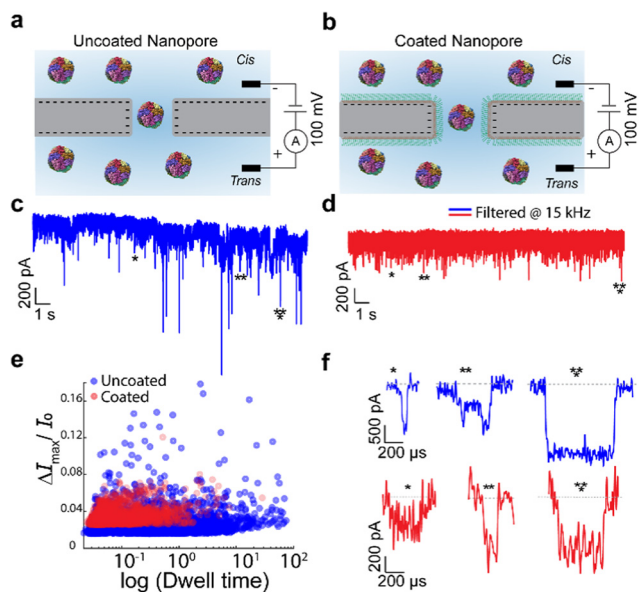 a
Uncoated Nanopore
Cis
-
100 mV
A
+
Trans
b
Coated Nanopore
Cis
-
100 mV
A
+
Trans
c
200 pA
1 s
*
**
***
d
Filtered @ 15 kHz
200 pA
1 s
*
**
***
e
Uncoated
Coated
ΔImax/ I0
0.16
0.12
0.08
0.04
0
10-1
100
101
102
log (Dwell time)
f
*
**
***
500 pA
200 µs
*
**
***
200 pA
200 µs